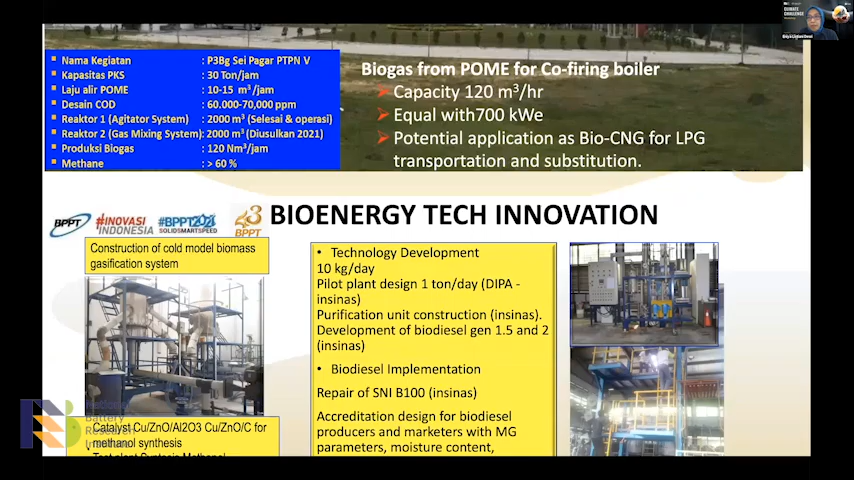 Nama Kegiatan : P3Bg Sei Pagar PTPN V
Kapasitas PKS : 30 Ton/jam
Laju alir POME : 10-15 m³/jam
Desain COD : 60.000-70,000 ppm
Reaktor 1 (Agitator System) : 2000 m³ (Selesai & operasi)
Reaktor 2 (Gas Mixing System): 2000 m³ (Diusulkan 2021)
Produksi Biogas : 120 Nm³/jam
Methane : > 60 %
Biogas from POME for Co-firing boiler
Capacity 120 m³/hr
Equal with700 kWe
Potential application as Bio-CNG for LPG
transportation and substitution.
CLIMATE
CHALLENGE
BPPT
#INOVASI
INDONESIA
#BPPT2021
SOLIDSMARTSPEED
43
BPPT
BIOENERGY TECH INNOVATION
Construction of cold model biomass
gasification system
• Technology Development
10 kg/day
Pilot plant design 1 ton/day (DIPA -
insinas)
Purification unit construction (insinas).
Development of biodiesel gen 1.5 and 2
(insinas)
• Biodiesel Implementation
Repair of SNI B100 (insinas)
Accreditation design for biodiesel
producers and marketers with MG
parameters, moisture content,
Catalyst Cu/ZnO/Al2O3 Cu/ZnO/C for
methanol synthesis
Battery
Research